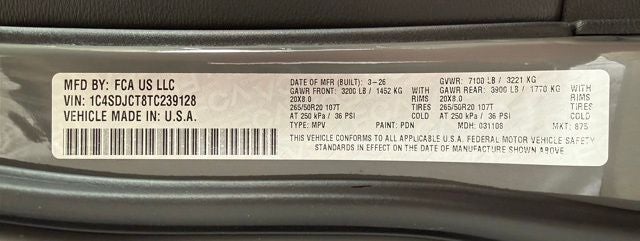 MFD BY: FCA US LLC
VIN: 1C4SDJCT8TC239128
VEHICLE MADE IN U.S.A.
DATE OF MFR (BUILT): 3-26
GAWR FRONT: 3200 LB / 1452 KG
20X8.0
265/50R20 107T TIRES
AT 250 kPa / 36 PSI COLD
TYPE: MPV PAINT: PDN
GVWR: 7100 LB / 3221 KG
GAWR REAR: 3900 LB / 1770 KG
20X8.0
265/50R20 107T TIRES
AT 250 kPa / 36 PSI COLD
MDH: 031108 MKT: 875
THIS VEHICLE CONFORMS TO ALL APPLICABLE U.S.A. FEDERAL MOTOR VEHICLE SAFETY
STANDARDS IN EFFECT ON THE DATE OF MANUFACTURE SHOWN ABOVE